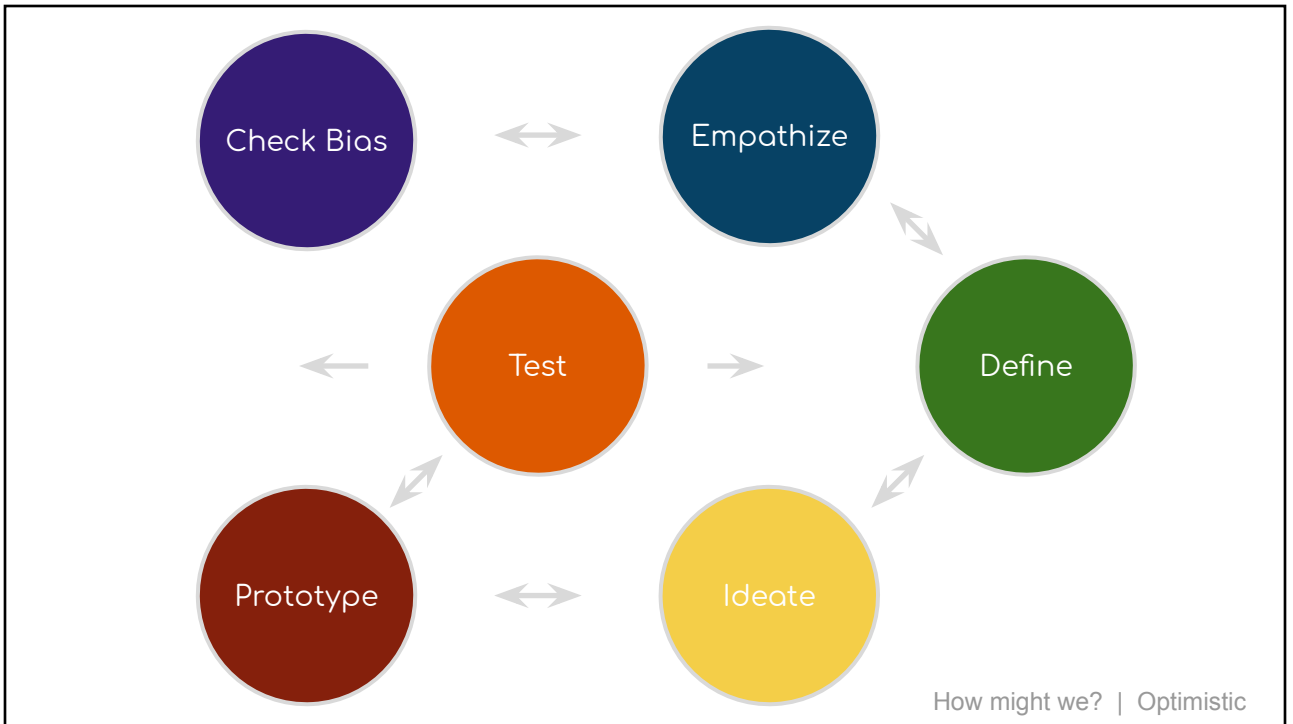 Check Bias
Empathize
Test
Define
Prototype
Ideate
How might we? | Optimistic